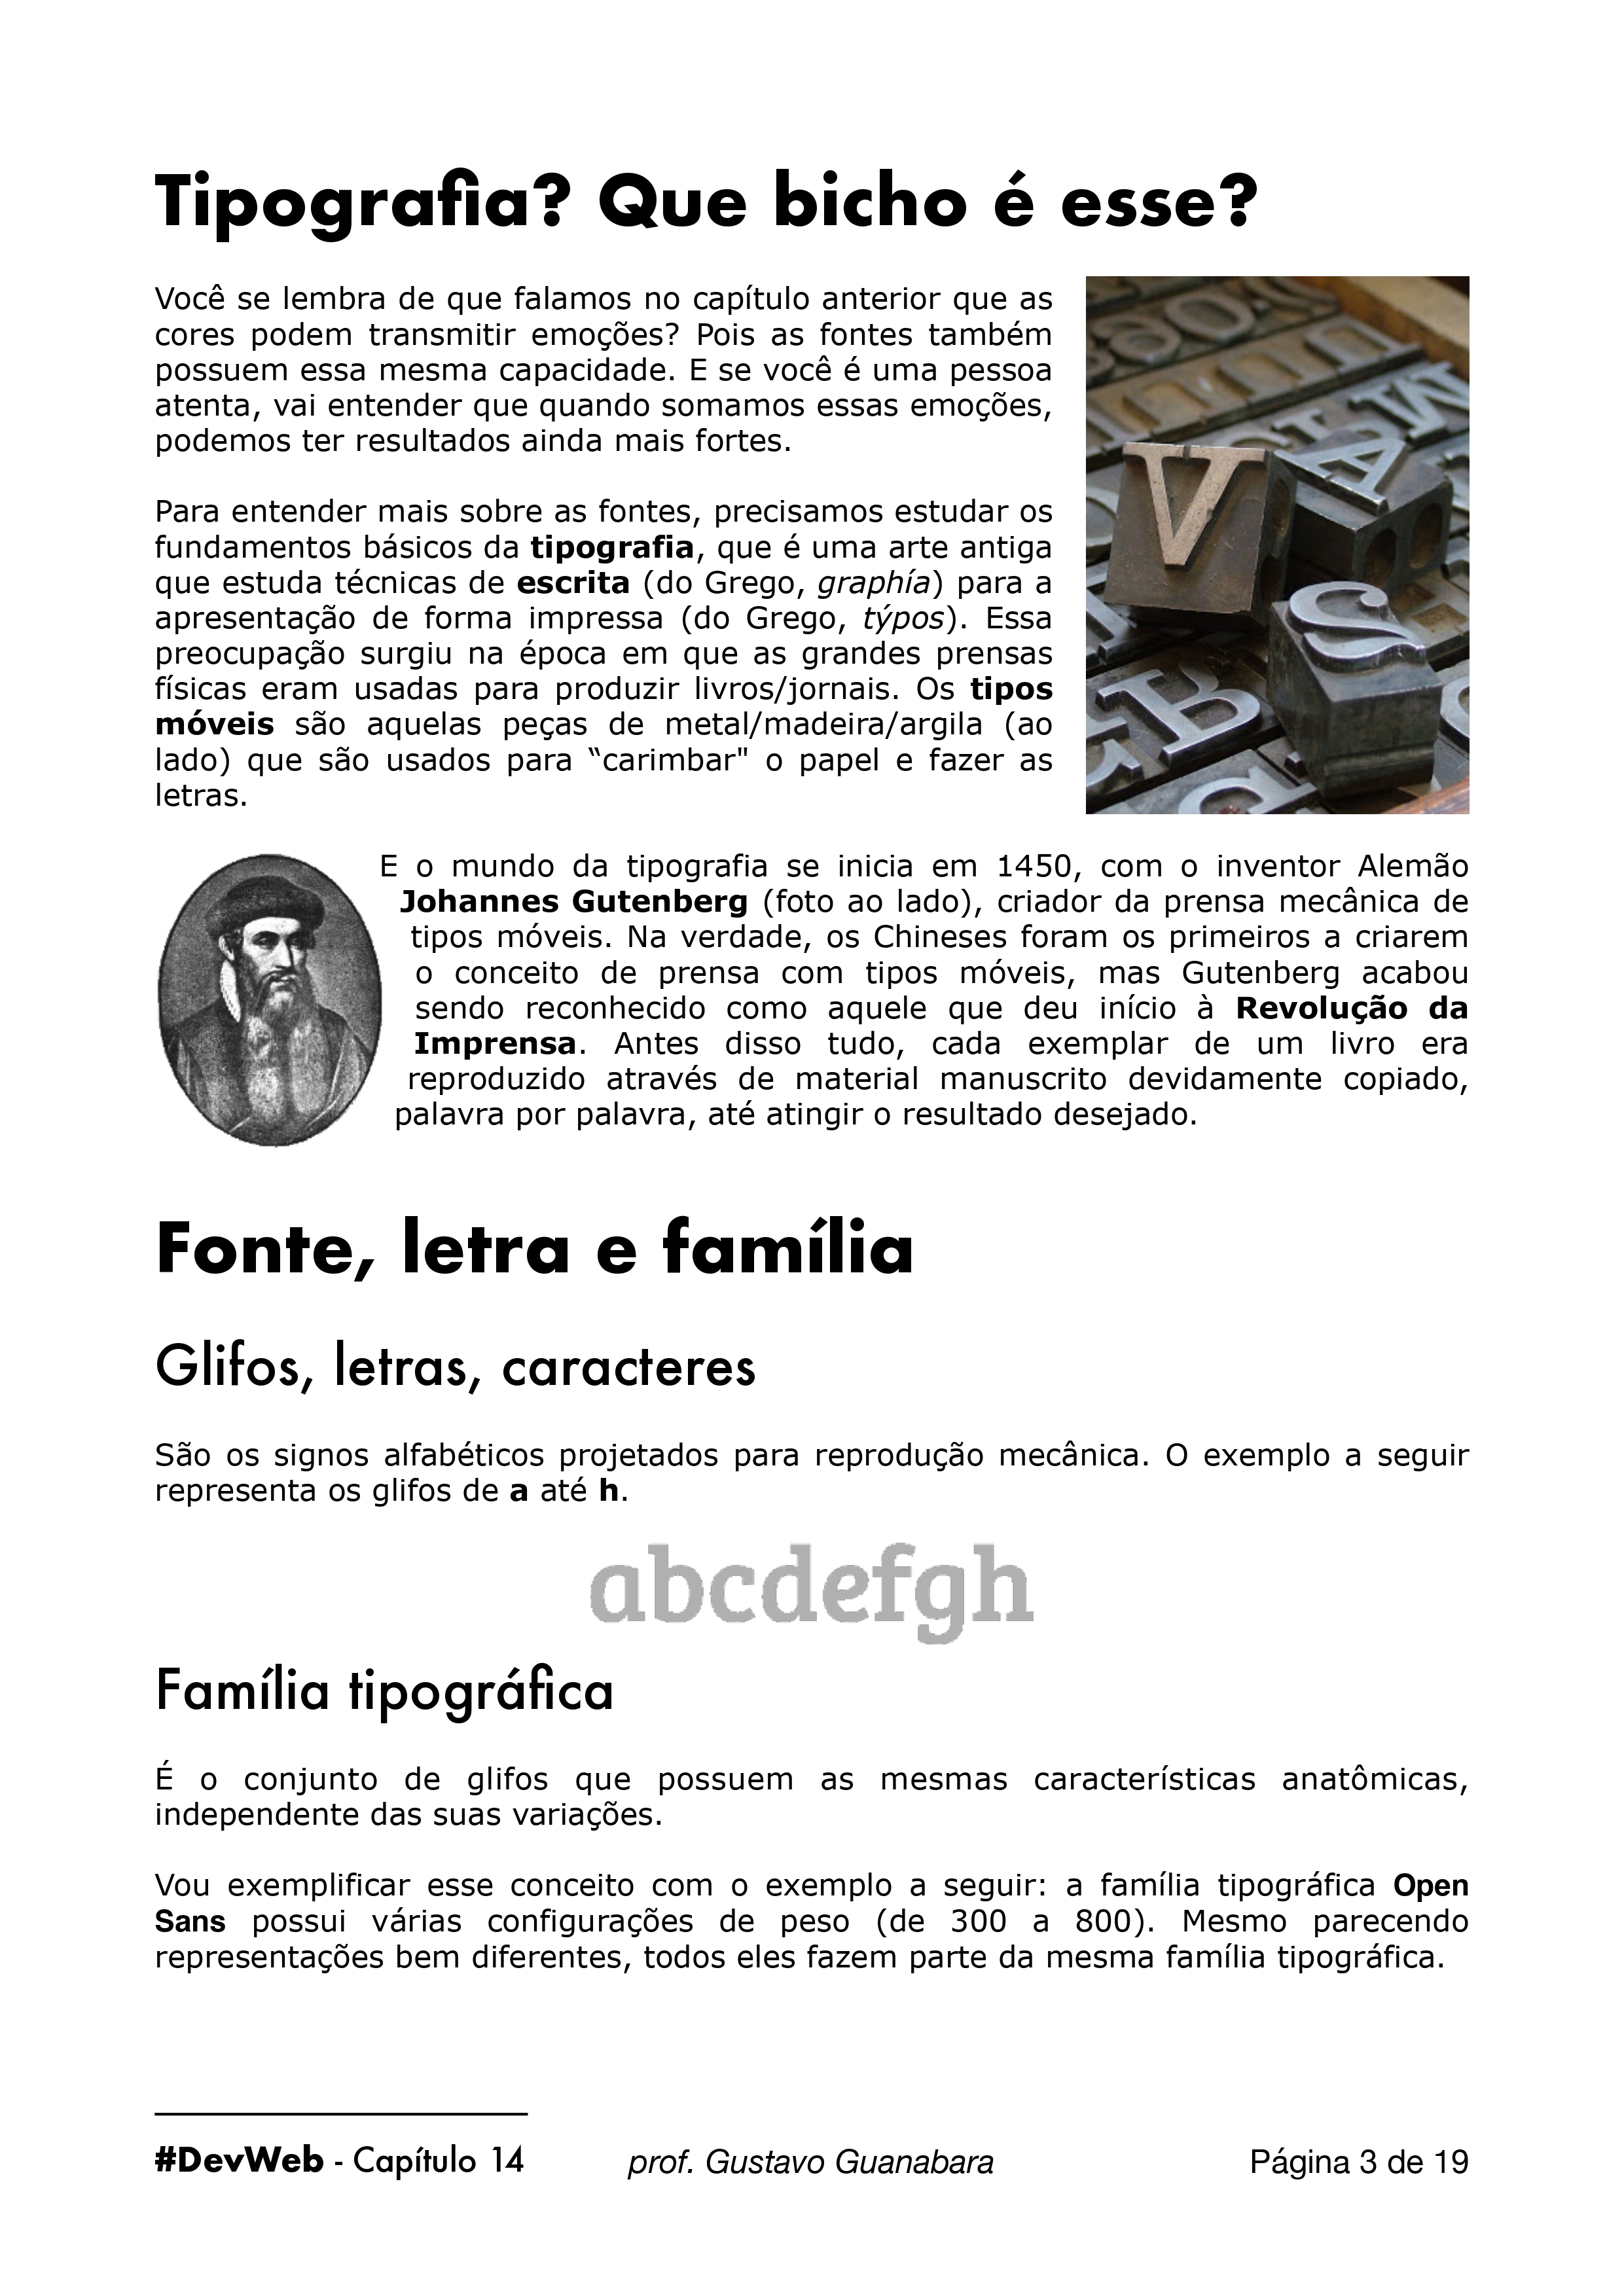 Tipografia? Que bicho é esse?
Você se lembra de que falamos no capítulo anterior que as
cores podem transmitir emoções? Pois as fontes também
possuem essa mesma capacidade. E se você é uma pessoa
atenta, vai entender que quando somamos essas emoções,
podemos ter resultados ainda mais fortes.
Para entender mais sobre as fontes, precisamos estudar os
fundamentos básicos da tipografia, que é uma arte antiga
que estuda técnicas de escrita (do Grego, graphía) para a
apresentação de forma impressa (do Grego, týpos). Essa
preocupação surgiu na época em que as grandes prensas
físicas eram usadas para produzir livros/jornais. Os tipos
móveis são aquelas peças de metal/madeira/argila (ao
lado) que são usados para “carimbar" o papel e fazer as
letras.
V
A
S
E o mundo da tipografia se inicia em 1450, com o inventor Alemão
Johannes Gutenberg (foto ao lado), criador da prensa mecânica de
tipos móveis. Na verdade, os Chineses foram os primeiros a criarem
o conceito de prensa com tipos móveis, mas Gutenberg acabou
sendo reconhecido como aquele que deu início à Revolução da
Imprensa. Antes disso tudo, cada exemplar de um livro era
reproduzido através de material manuscrito devidamente copiado,
palavra por palavra, até atingir o resultado desejado.
Fonte, letra e família
Glifos, letras, caracteres
São os signos alfabéticos projetados para reprodução mecânica. O exemplo a seguir
representa os glifos de a até h.
abcdefgh
Família tipográfica
É o conjunto de glifos que possuem as mesmas características anatômicas,
independente das suas variações.
Vou exemplificar esse conceito com o exemplo a seguir: a família tipográfica Open
Sans possui várias configurações de peso (de 300 a 800). Mesmo parecendo
representações bem diferentes, todos eles fazem parte da mesma família tipográfica.
#DevWeb - Capítulo 14 prof. Gustavo Guanabara Página 3 de 19